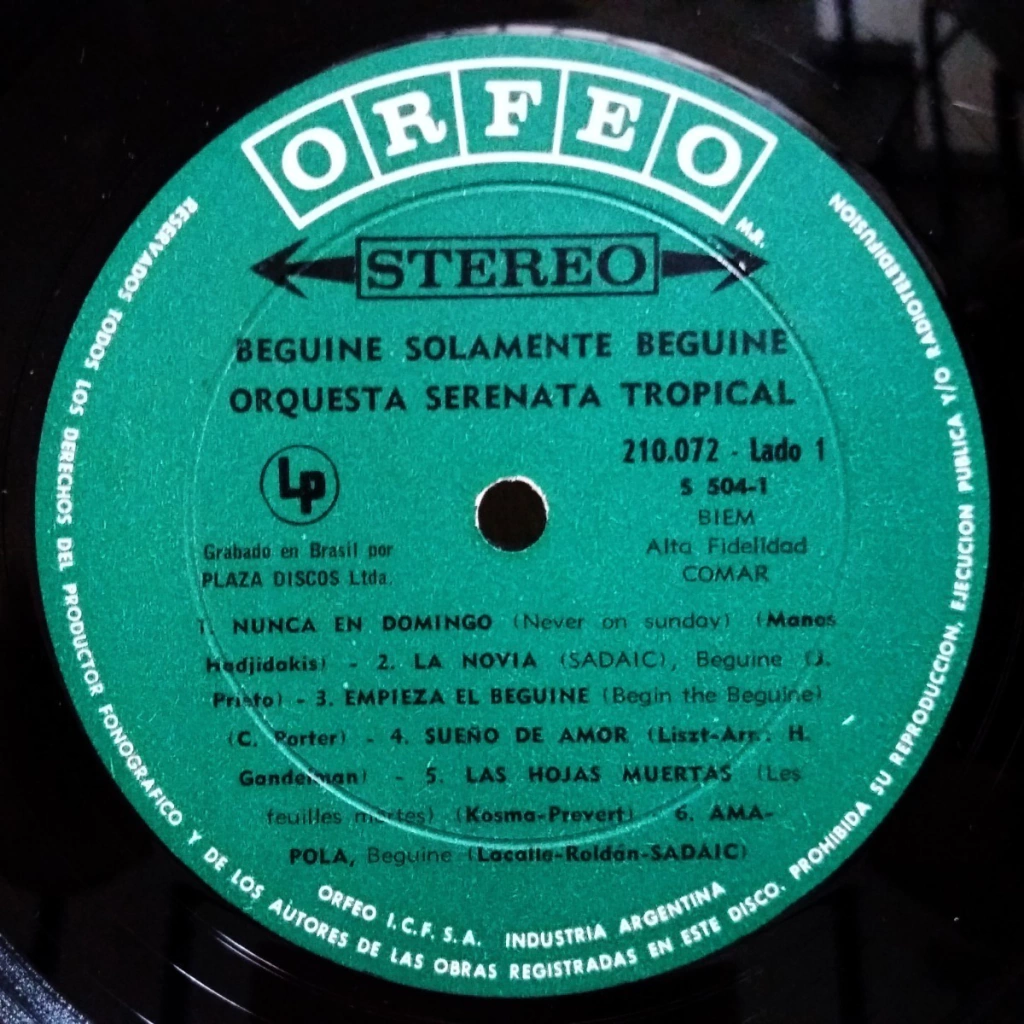 ORFEO
M.R.
STEREO
BEGUINE SOLAMENTE BEGUINE
ORQUESTA SERENATA TROPICAL
210.072 - Lado 1
S 504-1
BIEM
Alta Fidelidad
COMAR
LP
Grabado en Brasil por
PLAZA DISCOS Ltda.
1. NUNCA EN DOMINGO (Never on sunday) (Manos
Hadjidakis) - 2. LA NOVIA (SADAIC), Beguine (J.
Prieto) - 3. EMPIEZA EL BEGUINE (Begin the Beguine)
(C. Porter) - 4. SUEÑO DE AMOR (Liszt-Arr.: H.
Gandelman) - 5. LAS HOJAS MUERTAS (Les
feuilles mortes) (Kosma-Prevert) - 6. AMA-
POLA, Beguine (Lacalle-Roldán-SADAIC)
ORFEO I.C.F. S.A. INDUSTRIA ARGENTINA
RESERVADOS TODOS LOS DERECHOS DEL PRODUCTOR FONOGRAFICO Y DE LOS AUTORES DE LAS OBRAS REGISTRADAS EN ESTE DISCO. PROHIBIDA SU REPRODUCCION, EJECUCION PUBLICA Y/O RADIOTELEDIFUSION